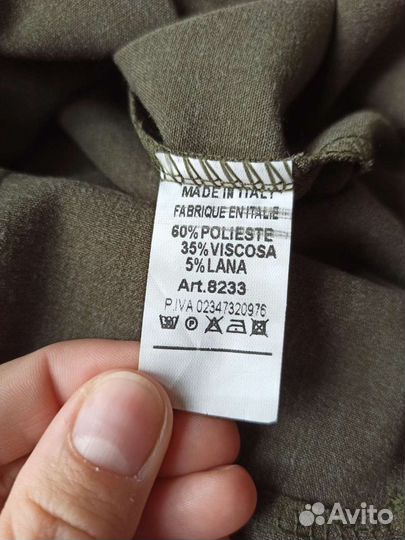 MADE IN ITALY
FABRIQUE EN ITALIE
60% POLIESTE
35% VISCOSA
5% LANA
Art.8233
P.IVA 02347320976
P
Avito